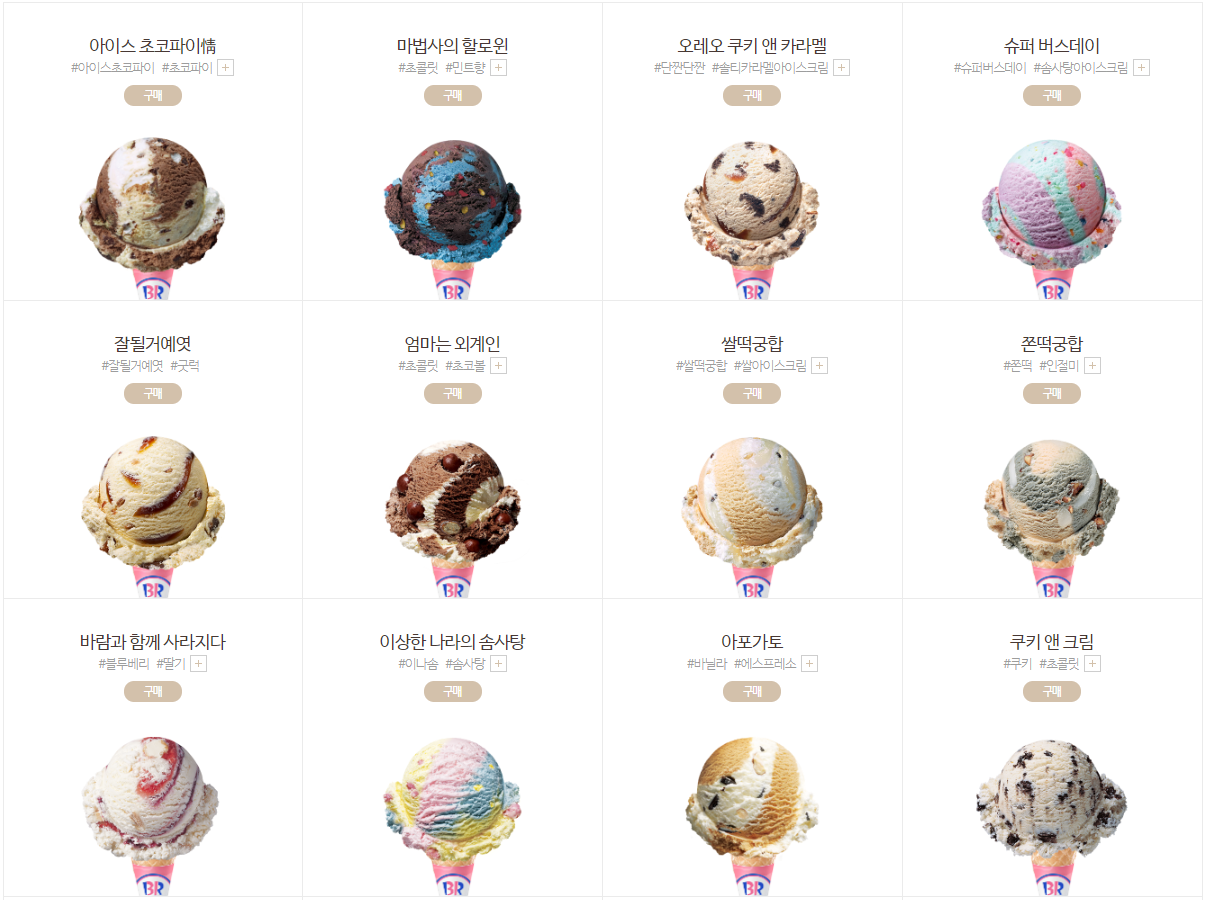 아이스 초코파이情
#아이스초코파이 #초코파이 +
구매
마법사의 할로윈
#초콜릿 #민트향 +
구매
오레오 쿠키 앤 카라멜
#단짠단짠 #솔티카라멜아이스크림 +
구매
슈퍼 버스데이
#슈퍼버스데이 #솜사탕아이스크림 +
구매
BR
BR
BR
BR
잘될거예엿
#잘될거예엿 #굿럭
구매
엄마는 외계인
#초콜릿 #초코볼 +
구매
쌀떡궁합
#쌀떡궁합 #쌀아이스크림 +
구매
쫀떡궁합
#쫀떡 #인절미 +
구매
BR
BR
BR
BR
바람과 함께 사라지다
#블루베리 #딸기 +
구매
이상한 나라의 솜사탕
#이나솜 #솜사탕 +
구매
아포가토
#바닐라 #에스프레소 +
구매
쿠키 앤 크림
#쿠키 #초콜릿 +
구매
BR
BR
BR
BR